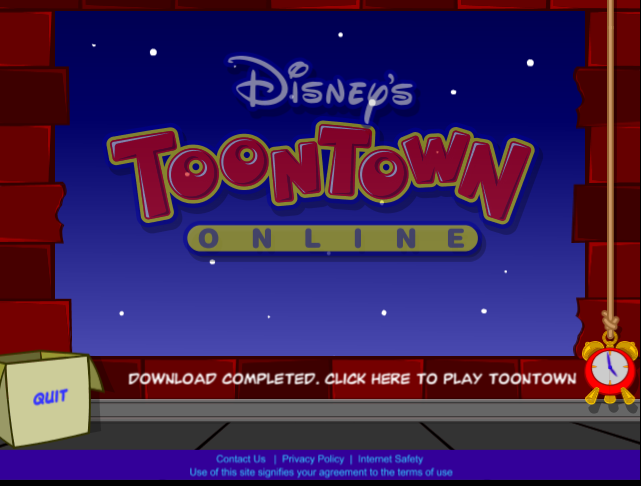 Disney's
TOONTOWN
ONLINE
QUIT
DOWNLOAD COMPLETED. CLICK HERE TO PLAY TOONTOWN
Contact Us | Privacy Policy | Internet Safety
Use of this site signifies your agreement to the terms of use